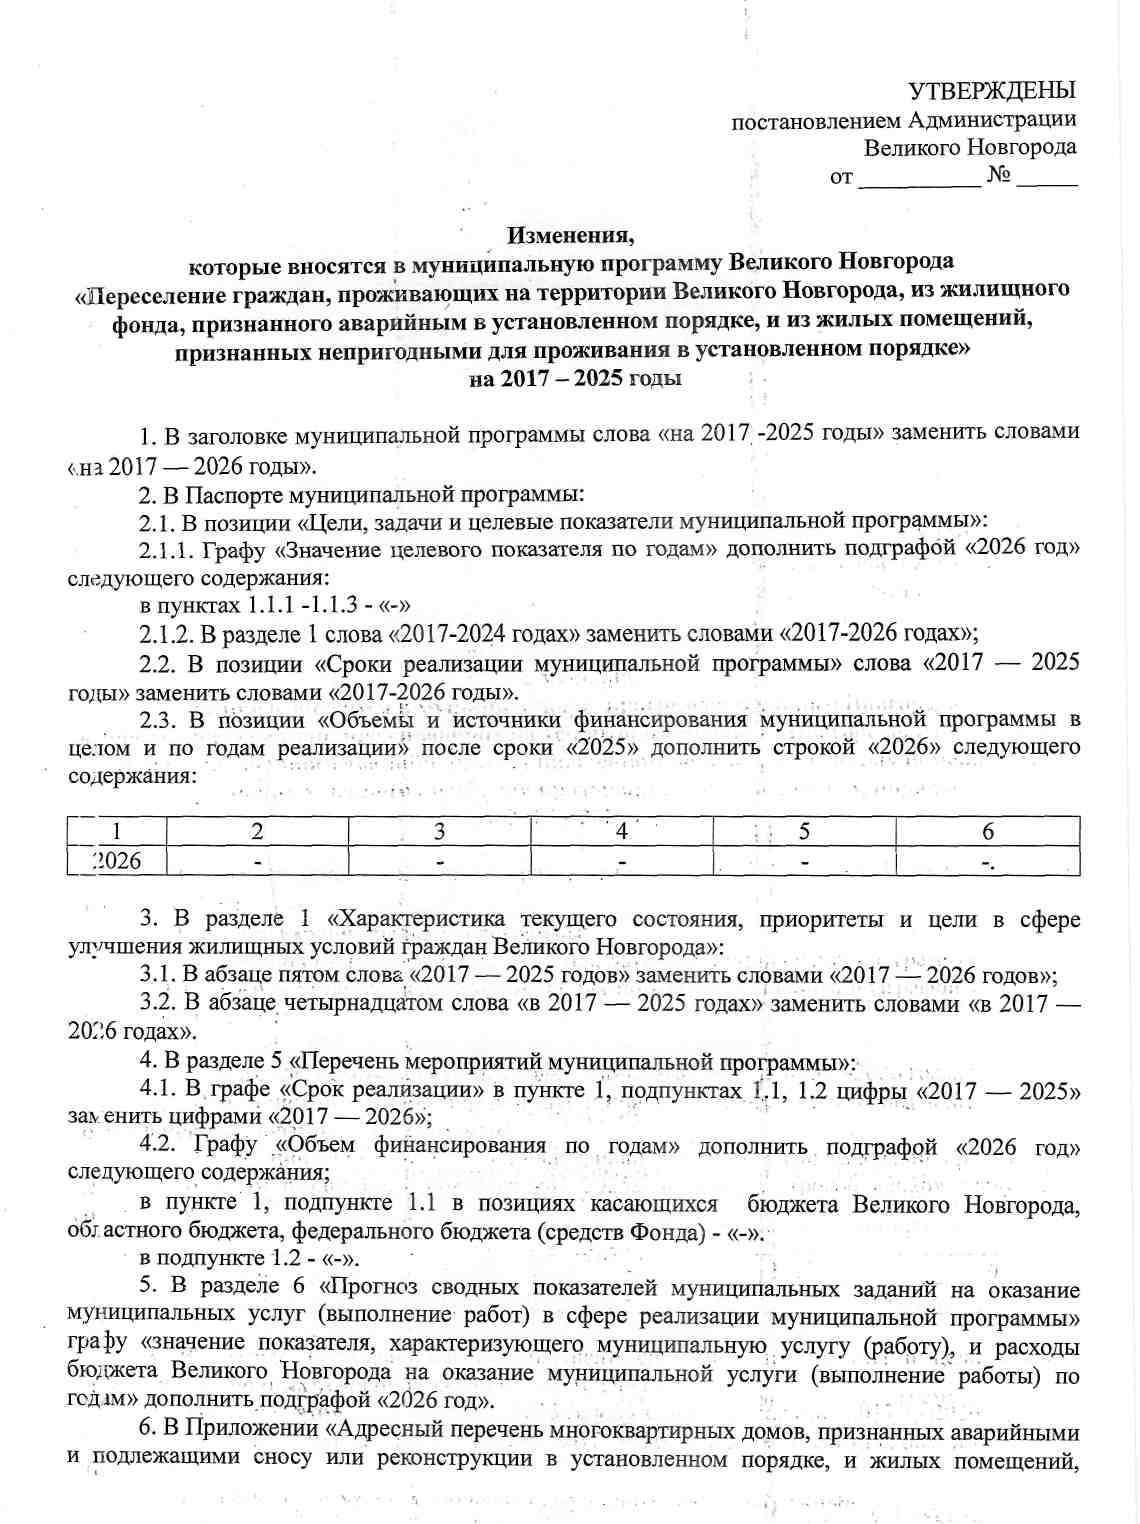 УТВЕРЖДЕНЫ
постановлением Администрации
Великого Новгорода
от __________ № _____
Изменения,
которые вносятся в муниципальную программу Великого Новгорода
«Переселение граждан, проживающих на территории Великого Новгорода, из жилищного
фонда, признанного аварийным в установленном порядке, и из жилых помещений,
признанных непригодными для проживания в установленном порядке»
на 2017 – 2025 годы
1. В заголовке муниципальной программы слова «на 2017 -2025 годы» заменить словами
«на 2017 — 2026 годы».
2. В Паспорте муниципальной программы:
2.1. В позиции «Цели, задачи и целевые показатели муниципальной программы»:
2.1.1. Графу «Значение целевого показателя по годам» дополнить подграфой «2026 год»
следующего содержания:
в пунктах 1.1.1 -1.1.3 - «-»
2.1.2. В разделе 1 слова «2017-2024 годах» заменить словами «2017-2026 годах»;
2.2. В позиции «Сроки реализации муниципальной программы» слова «2017 — 2025
годы» заменить словами «2017-2026 годы».
2.3. В позиции «Объемы и источники финансирования муниципальной программы в
целом и по годам реализации» после сроки «2025» дополнить строкой «2026» следующего
содержания:
1 2 3 4 5 6
2026 - - - - -.
3. В разделе 1 «Характеристика текущего состояния, приоритеты и цели в сфере
улучшения жилищных условий граждан Великого Новгорода»:
3.1. В абзаце пятом слова «2017 — 2025 годов» заменить словами «2017 — 2026 годов»;
3.2. В абзаце четырнадцатом слова «в 2017 — 2025 годах» заменить словами «в 2017 —
2026 годах».
4. В разделе 5 «Перечень мероприятий муниципальной программы»:
4.1. В графе «Срок реализации» в пункте 1, подпунктах 1.1, 1.2 цифры «2017 — 2025»
заменить цифрами «2017 — 2026»;
4.2. Графу «Объем финансирования по годам» дополнить подграфой «2026 год»
следующего содержания;
в пункте 1, подпункте 1.1 в позициях касающихся бюджета Великого Новгорода,
областного бюджета, федерального бюджета (средств Фонда) - «-».
в подпункте 1.2 - «-».
5. В разделе 6 «Прогноз сводных показателей муниципальных заданий на оказание
муниципальных услуг (выполнение работ) в сфере реализации муниципальной программы»
графу «значение показателя, характеризующего муниципальную услугу (работу), и расходы
бюджета Великого Новгорода на оказание муниципальной услуги (выполнение работы) по
годам» дополнить подграфой «2026 год».
6. В Приложении «Адресный перечень многоквартирных домов, признанных аварийными
и подлежащими сносу или реконструкции в установленном порядке, и жилых помещений,